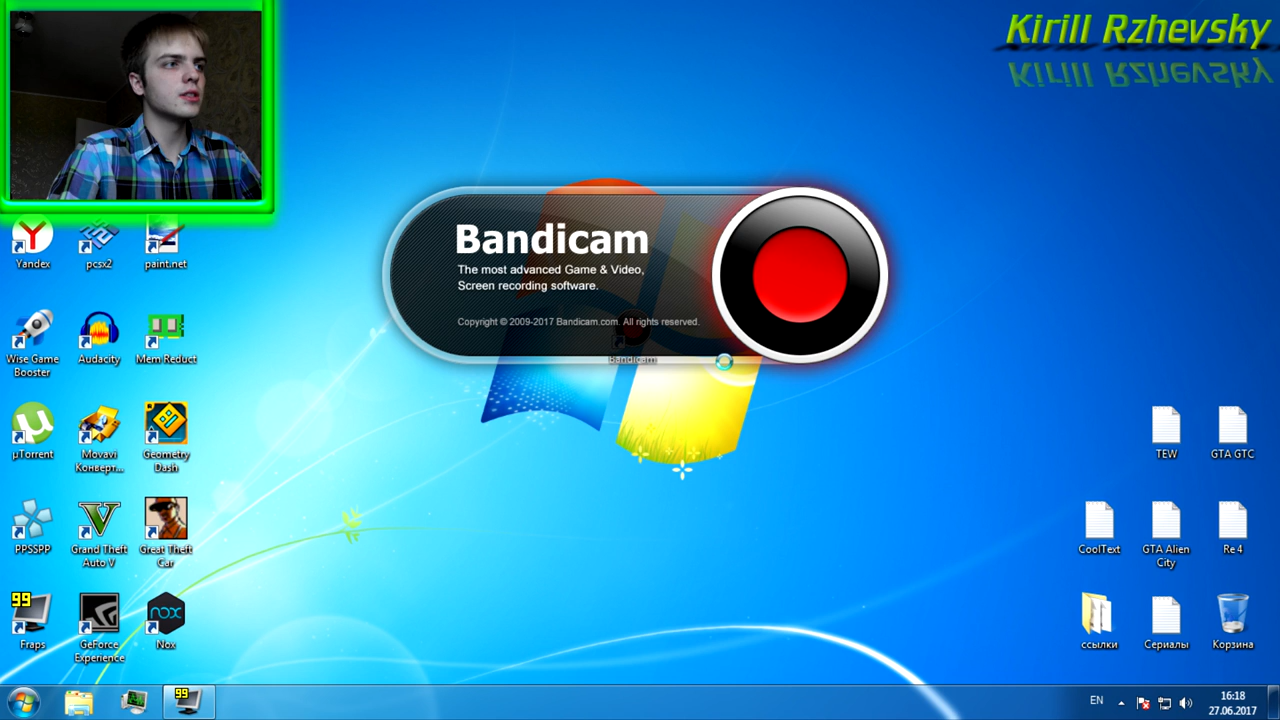 Kirill Rzhevsky
Kirill Rzhevsky
Bandicam
The most advanced Game & Video,
Screen recording software.
Copyright © 2009-2017 Bandicam.com. All rights reserved.
Bandicam
Yandex
pcsx2
paint.net
Wise Game
Booster
Audacity
Mem Reduct
µTorrent
Movavi
Конверт...
Geometry
Dash
PPSSPP
Grand Theft
Auto V
Great Theft
Car
99
Fraps
GeForce
Experience
nox
Nox
TEW
GTA GTC
CoolText
GTA Alien
City
Re 4
ссылки
Сериалы
Корзина
99
EN
16:18
27.06.2017